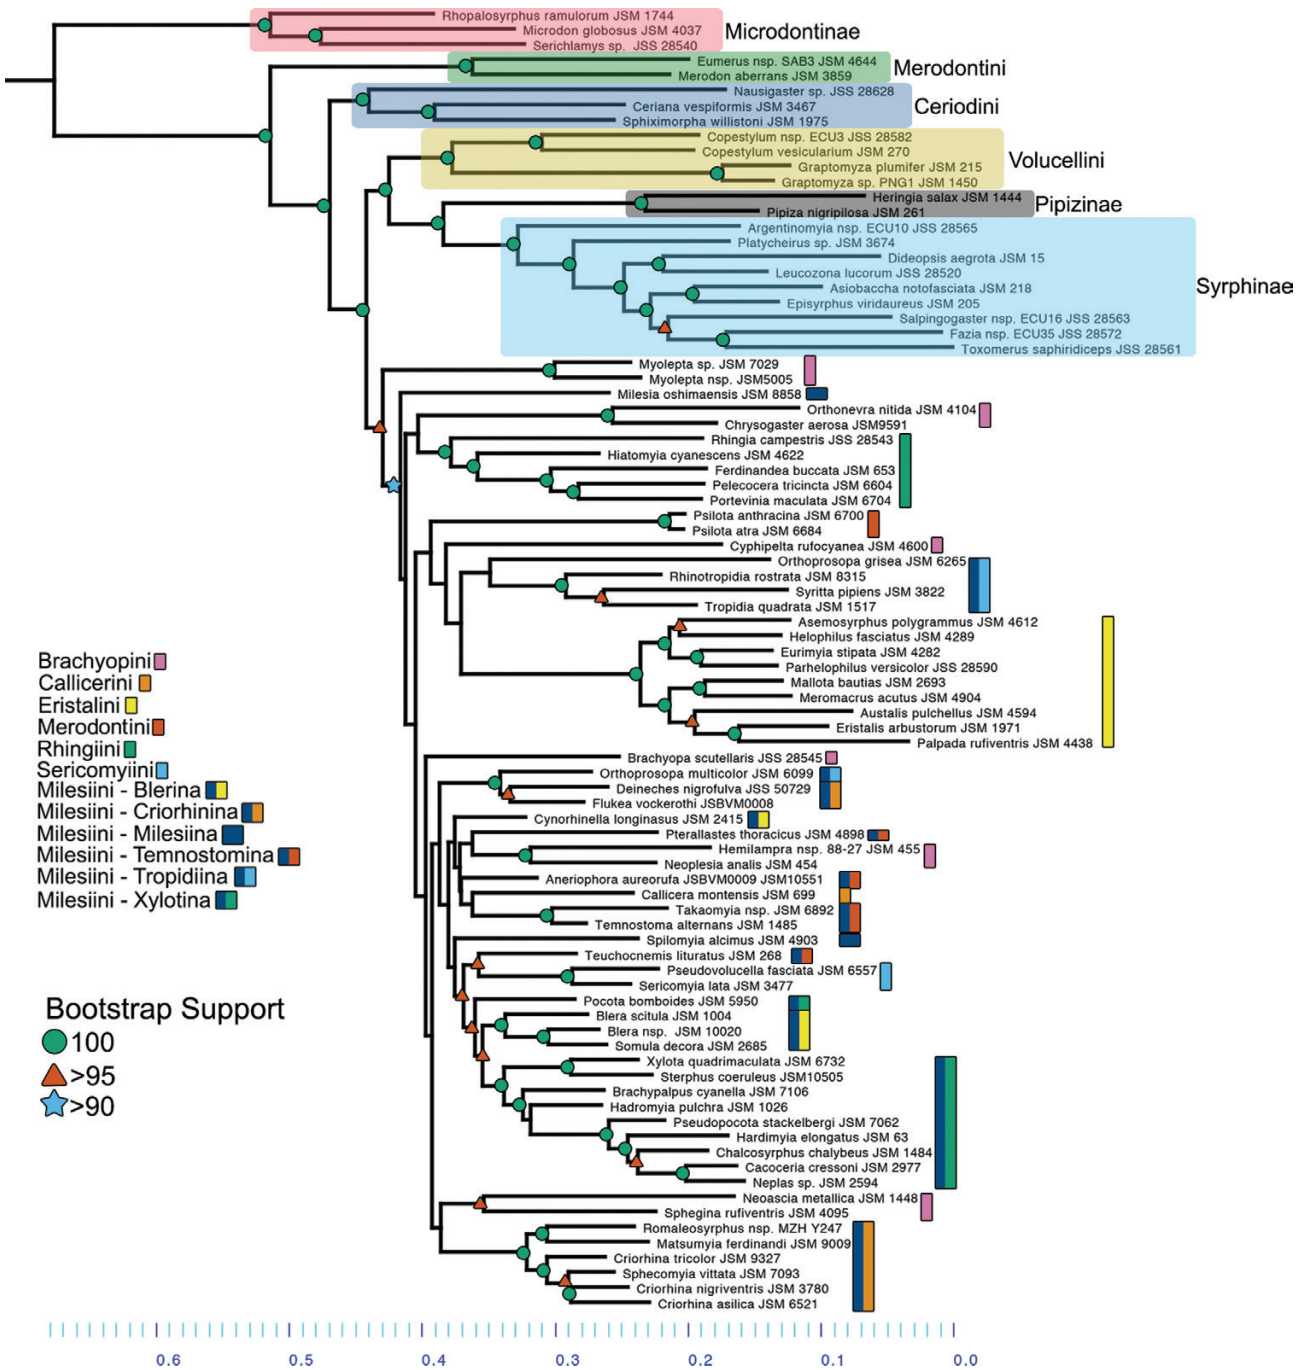 Rhopalosyrphus ramulorum JSM 1744
Microdon globosus JSM 4037
Serichlamys sp. JSS 28540
Microdontinae
Eumerus nsp. SAB3 JSM 4644
Merodon aberrans JSM 3859
Merodontini
Nausigaster sp. JSS 28628
Ceriana vespiformis JSM 3467
Sphiximorpha willistoni JSM 1975
Ceriodini
Copestylum nsp. ECU3 JSS 28582
Copestylum vesicularium JSM 270
Graptomyza plumifer JSM 215
Graptomyza sp. PNG1 JSM 1450
Volucellini
Heringia salax JSM 1444
Pipiza nigripilosa JSM 261
Pipizinae
Argentinomyia nsp. ECU10 JSS 28565
Platycheirus sp. JSM 3674
Dideopsis aegrota JSM 15
Leucozona lucorum JSS 28520
Asiobaccha notofasciata JSM 218
Episyrphus viridaureus JSM 205
Salpingogaster nsp. ECU16 JSS 28563
Fazia nsp. ECU35 JSS 28572
Toxomerus saphiridiceps JSS 28561
Syrphinae
Myolepta sp. JSM 7029
Myolepta nsp. JSM5005
Milesia oshimaensis JSM 8858
Orthonevra nitida JSM 4104
Chrysogaster aerosa JSM9591
Rhingia campestris JSS 28543
Hiatomyia cyanescens JSM 4622
Ferdinandea buccata JSM 653
Pelecocera tricincta JSM 6604
Portevinia maculata JSM 6704
Psilota anthracina JSM 6700
Psilota atra JSM 6684
Cyphipelta rufocyanea JSM 4600
Orthoprosopa grisea JSM 6265
Rhinotropidia rostrata JSM 8315
Syritta pipiens JSM 3822
Tropidia quadrata JSM 1517
Asemosyrphus polygrammus JSM 4612
Helophilus fasciatus JSM 4289
Eurimyia stipata JSM 4282
Parhelophilus versicolor JSS 28590
Mallota bautias JSM 2693
Meromacrus acutus JSM 4904
Austalis pulchellus JSM 4594
Eristalis arbustorum JSM 1971
Palpada rufiventris JSM 4438
Brachyopa scutellaris JSS 28545
Orthoprosopa multicolor JSM 6099
Deineches nigrofulva JSS 50729
Flukea vockerothi JSBVM0008
Cynorhinella longinasus JSM 2415
Pterallastes thoracicus JSM 4898
Hemilampra nsp. 88-27 JSM 455
Neoplesia analis JSM 454
Aneriophora aureorufa JSBVM0009 JSM10551
Callicera montensis JSM 699
Takaomyia nsp. JSM 6892
Temnostoma alternans JSM 1485
Spilomyia alcimus JSM 4903
Teuchocnemis lituratus JSM 268
Pseudovolucella fasciata JSM 6557
Sericomyia lata JSM 3477
Pocota bomboides JSM 5950
Blera scitula JSM 1004
Blera nsp. JSM 10020
Somula decora JSM 2685
Xylota quadrimaculata JSM 6732
Sterphus coeruleus JSM10505
Brachypalpus cyanella JSM 7106
Hadromyia pulchra JSM 1026
Pseudopocota stackelbergi JSM 7062
Hardimyia elongatus JSM 63
Chalcosyrphus chalybeus JSM 1484
Cacoceria cressoni JSM 2977
Neplas sp. JSM 2594
Neoascia metallica JSM 1448
Sphegina rufiventris JSM 4095
Romaleosyrphus nsp. MZH Y247
Matsumyia ferdinandi JSM 9009
Criorhina tricolor JSM 9327
Sphecomyia vittata JSM 7093
Criorhina nigriventris JSM 3780
Criorhina asilica JSM 6521
Brachyopini
Callicerini
Eristalini
Merodontini
Rhingiini
Sericomyiini
Milesiini - Blerina
Milesiini - Criorhinina
Milesiini - Milesiina
Milesiini - Temnostomina
Milesiini - Tropidiina
Milesiini - Xylotina
Bootstrap Support
100
>95
>90
0.6 0.5 0.4 0.3 0.2 0.1 0.0